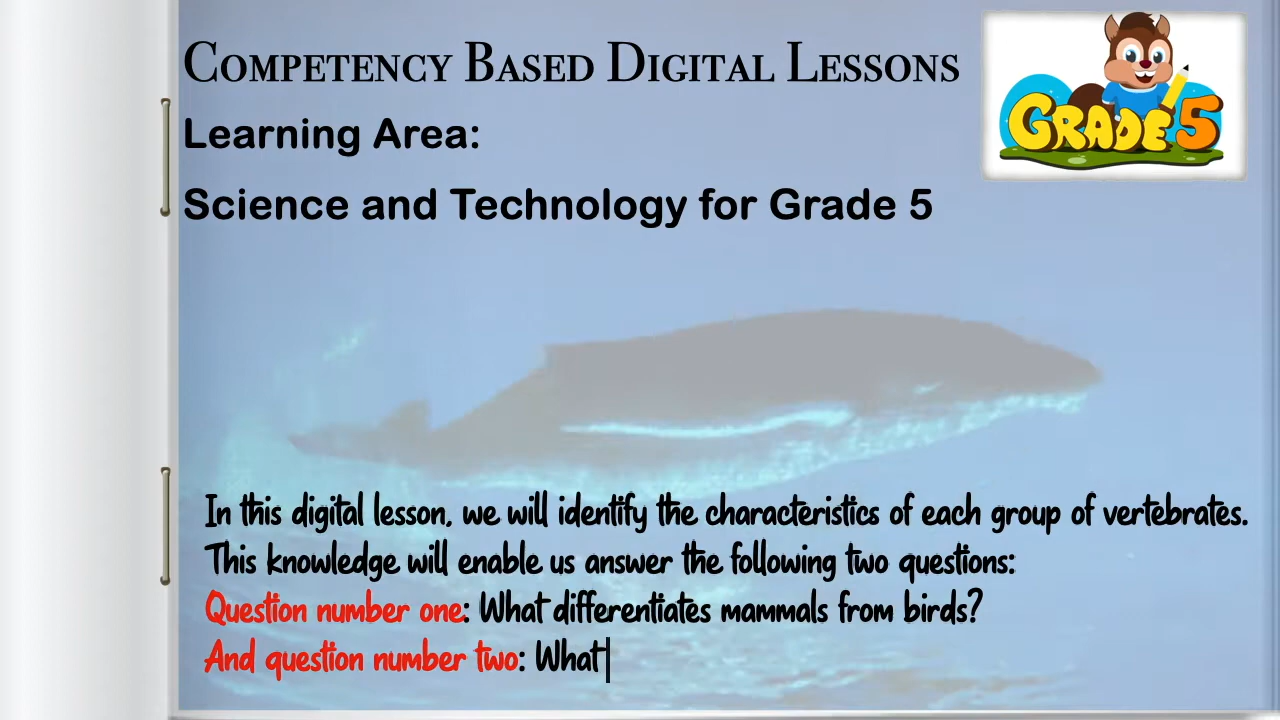 Competency Based Digital Lessons
GRADE 5
Learning Area:
Science and Technology for Grade 5
In this digital lesson, we will identify the characteristics of each group of vertebrates.
This knowledge will enable us answer the following two questions:
Question number one: What differentiates mammals from birds?
And question number two: What